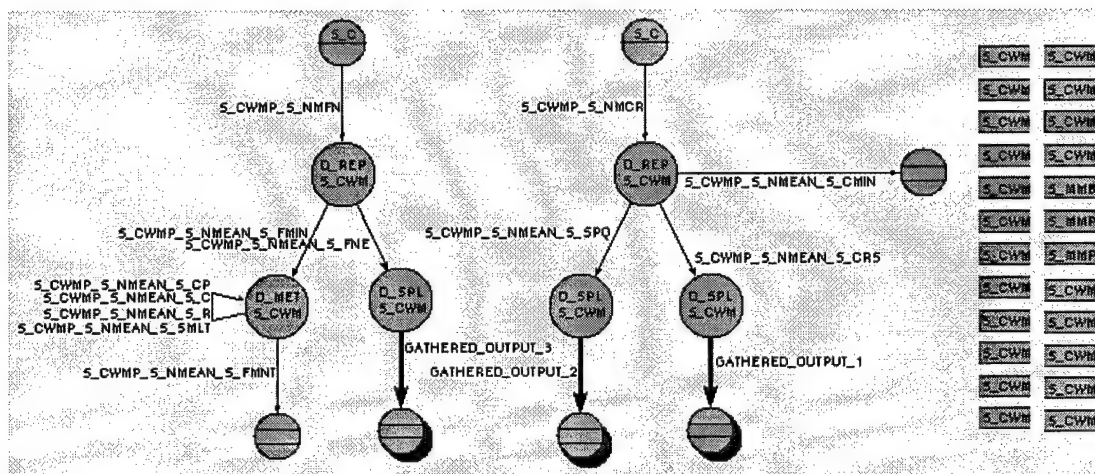 S_C
S_C
S_CWMP_S_NMFN
S_CWMP_S_NMCR
D_REP
S_CWM
D_REP
S_CWM
S_CWMP_S_NMEAN_S_CMIN
S_CWMP_S_NMEAN_S_FMIN
S_CWMP_S_NMEAN_S_FNE
S_CWMP_S_NMEAN_S_SPQ
S_CWMP_S_NMEAN_S_CRS
S_CWMP_S_NMEAN_S_CP
S_CWMP_S_NMEAN_S_C
S_CWMP_S_NMEAN_S_R
S_CWMP_S_NMEAN_S_SMLT
D_MET
S_CWM
D_SPL
S_CWM
D_SPL
S_CWM
D_SPL
S_CWM
GATHERED_OUTPUT_3
GATHERED_OUTPUT_2
GATHERED_OUTPUT_1
S_CWMP_S_NMEAN_S_FMNT
S_CWM S_CWM
S_CWM S_CWM
S_CWM S_CWM
S_CWM S_CWM
S_CWM
S_CWM
S_CWM
S_CWM S_CWM
S_CWM S_CWM
S_CWM S_CWM
S_CWM S_CWM
S_CWM S_CWM